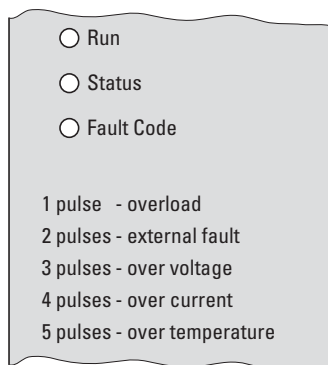 Run
Status
Fault Code
1 pulse - overload
2 pulses - external fault
3 pulses - over voltage
4 pulses - over current
5 pulses - over temperature